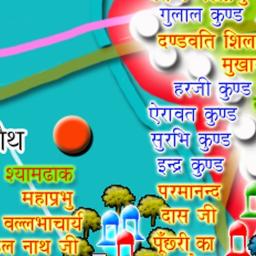 गुलाल कुण्ड
दण्डवति शिल
मुखा
हरजी कुण्ड
ऐरावत कुण्ड
सुरभि कुण्ड
इन्द्र कुण्ड
श्यामढाक
महाप्रभु
वल्लभाचार्य
नाथ जी
परमानन्द
दास जी
पूँछरी का